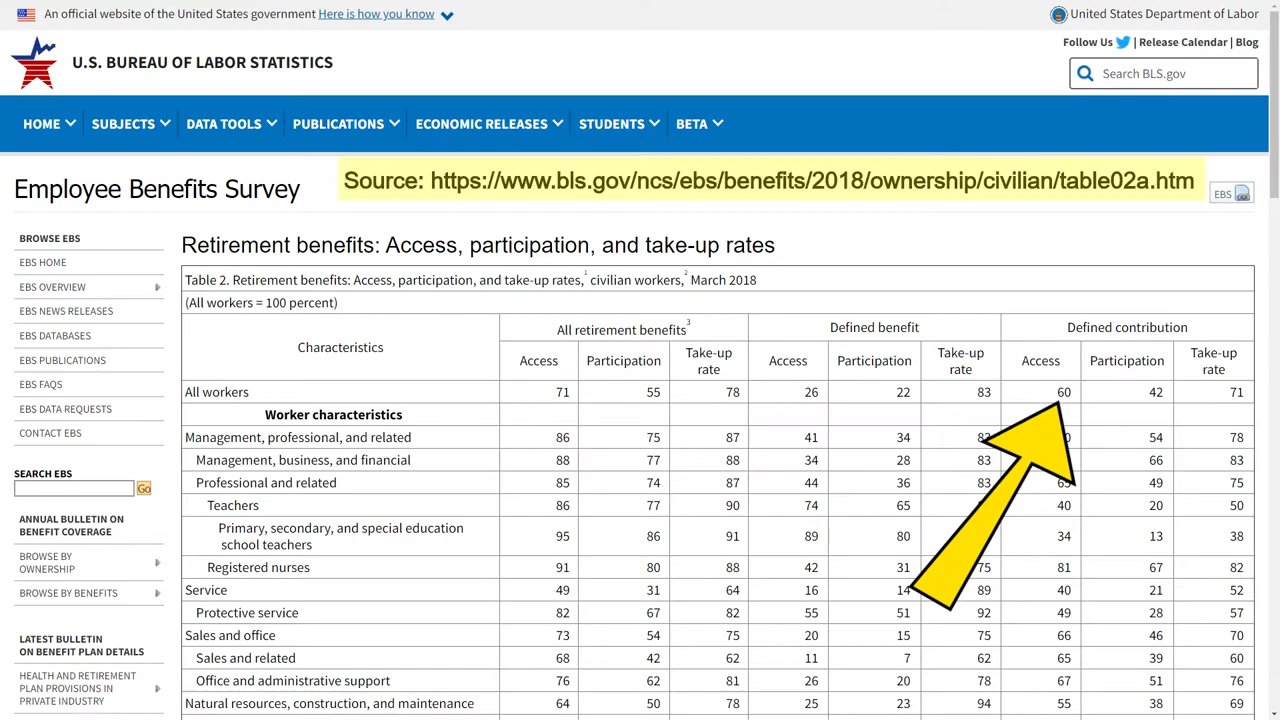 An official website of the United States government Here is how you know
United States Department of Labor
Follow Us | Release Calendar | Blog
U.S. BUREAU OF LABOR STATISTICS
Search BLS.gov
HOME SUBJECTS DATA TOOLS PUBLICATIONS ECONOMIC RELEASES STUDENTS BETA
Source: https://www.bls.gov/ncs/ebs/benefits/2018/ownership/civilian/table02a.htm
Employee Benefits Survey
EBS
BROWSE EBS
EBS HOME
EBS OVERVIEW
EBS NEWS RELEASES
EBS DATABASES
EBS PUBLICATIONS
EBS FAQS
EBS DATA REQUESTS
CONTACT EBS
SEARCH EBS
Go
ANNUAL BULLETIN ON
BENEFIT COVERAGE
BROWSE BY
OWNERSHIP
BROWSE BY BENEFITS
LATEST BULLETIN
ON BENEFIT PLAN DETAILS
HEALTH AND RETIREMENT
PLAN PROVISIONS IN
PRIVATE INDUSTRY
Retirement benefits: Access, participation, and take-up rates
Table 2. Retirement benefits: Access, participation, and take-up rates,1 civilian workers,2 March 2018
(All workers = 100 percent)
Characteristics
All retirement benefits3 Defined benefit Defined contribution
Access Participation Take-up rate Access Participation Take-up rate Access Participation Take-up rate
All workers 71 55 78 26 22 83 60 42 71
Worker characteristics
Management, professional, and related 86 75 87 41 34 54 78
Management, business, and financial 88 77 88 34 28 83 66 83
Professional and related 85 74 87 44 36 83 49 75
Teachers 86 77 90 74 65 40 20 50
Primary, secondary, and special education
school teachers 95 86 91 89 80 34 13 38
Registered nurses 91 80 88 42 31 75 81 67 82
Service 49 31 64 16 14 89 40 21 52
Protective service 82 67 82 55 51 92 49 28 57
Sales and office 73 54 75 20 15 75 66 46 70
Sales and related 68 42 62 11 7 62 65 39 60
Office and administrative support 76 62 81 26 20 78 67 51 76
Natural resources, construction, and maintenance 64 50 78 25 23 94 55 38 69